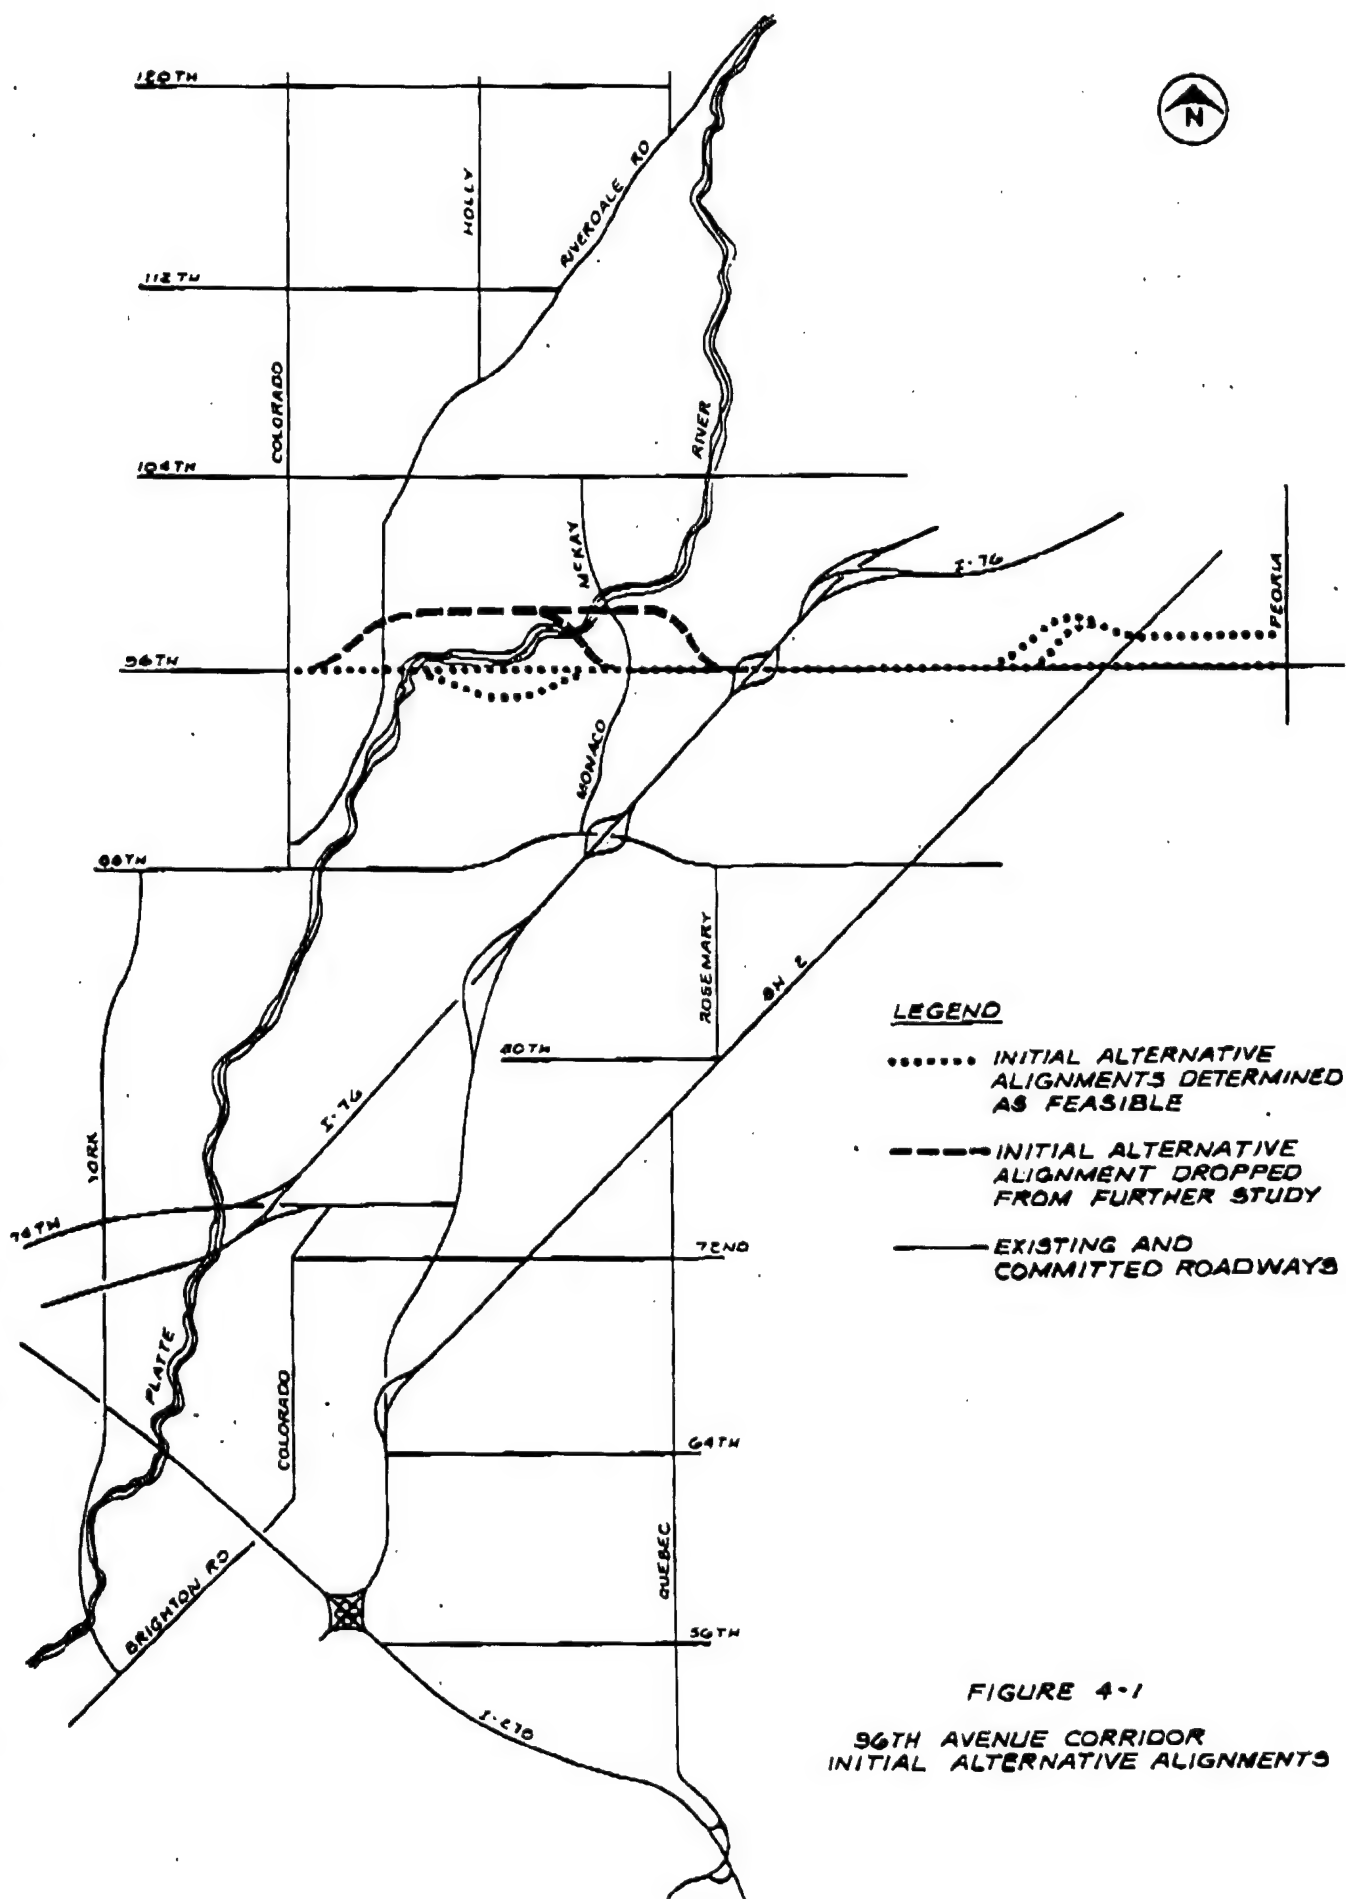 120TH
N
HOLLY
RIVERDALE RD
112TH
COLORADO
RIVER
104TH
MCKAY
I-76
PEORIA
96TH
MONACO
88TH
ROSEMARY
SH 2
LEGEND
80TH
INITIAL ALTERNATIVE
ALIGNMENTS DETERMINED
AS FEASIBLE
I-76
YORK
INITIAL ALTERNATIVE
ALIGNMENT DROPPED
FROM FURTHER STUDY
74TH
72ND
EXISTING AND
COMMITTED ROADWAYS
PLATTE
COLORADO
64TH
QUEBEC
BRIGHTON RD
56TH
I-270
FIGURE 4-1
96TH AVENUE CORRIDOR
INITIAL ALTERNATIVE ALIGNMENTS